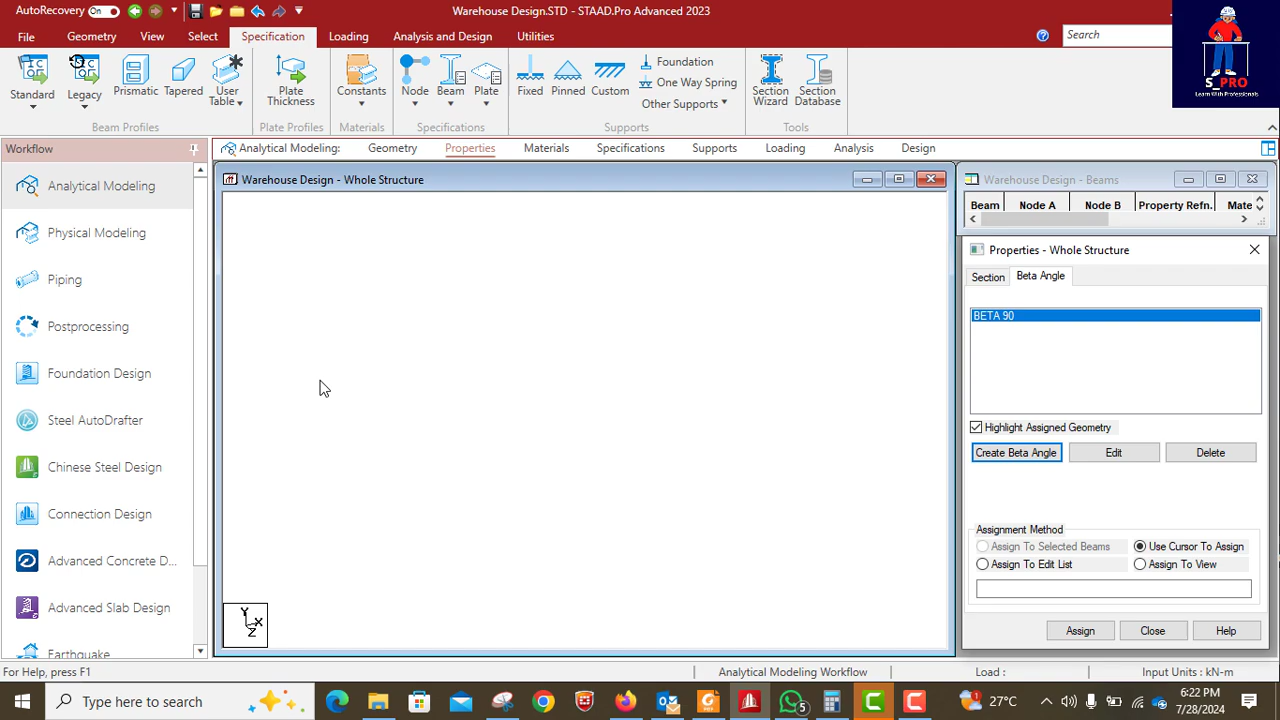 AutoRecovery On
Warehouse Design.STD - STAAD.Pro Advanced 2023
File Geometry View Select Specification Loading Analysis and Design Utilities
Search
S_PRO
Learn With Professionals
Standard
Legacy
Prismatic
Tapered
User
Table
Beam Profiles
Plate
Thickness
Plate Profiles
Constants
Materials
Node
Beam
Plate
Specifications
Fixed
Pinned
Custom
Foundation
One Way Spring
Other Supports
Supports
Section
Wizard
Section
Database
Tools
Workflow
Analytical Modeling: Geometry Properties Materials Specifications Supports Loading Analysis Design
Analytical Modeling
Physical Modeling
Piping
Postprocessing
Foundation Design
Steel AutoDrafter
Chinese Steel Design
Connection Design
Advanced Concrete D...
Advanced Slab Design
Earthquake
Warehouse Design - Whole Structure
Y
X
Z
Warehouse Design - Beams
Beam Node A Node B Property Refn. Mate
Properties - Whole Structure
Section Beta Angle
BETA 90
Highlight Assigned Geometry
Create Beta Angle Edit Delete
Assignment Method
Assign To Selected Beams Use Cursor To Assign
Assign To Edit List Assign To View
Assign Close Help
For Help, press F1
Analytical Modeling Workflow Load : Input Units : kN-m
Type here to search
5
27°C
6:22 PM
7/28/2024